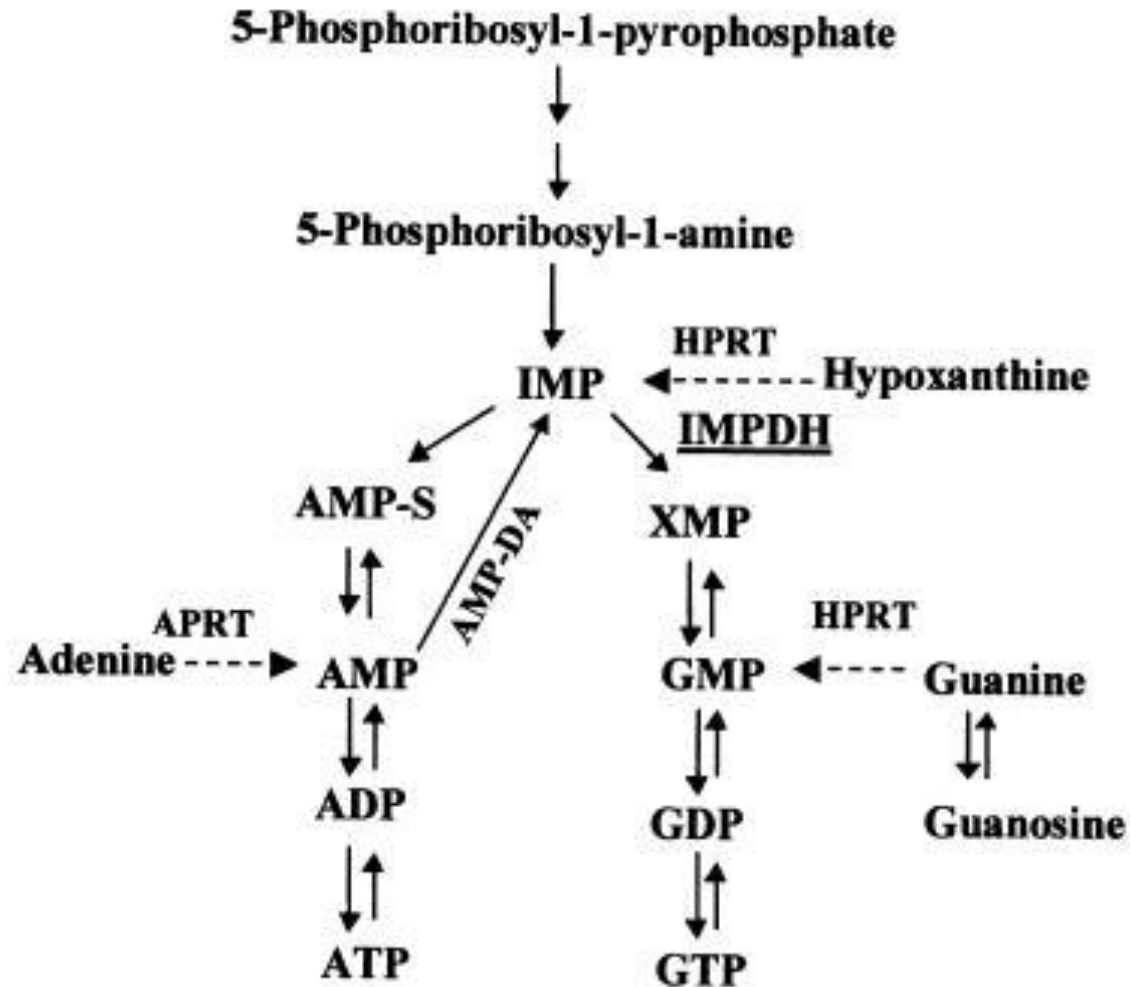 5-Phosphoribosyl-1-pyrophosphate
5-Phosphoribosyl-1-amine
HPRT
IMP
Hypoxanthine
IMPDH
AMP-S
XMP
AMP-DA
APRT
HPRT
Adenine
AMP
GMP
Guanine
ADP
GDP
Guanosine
ATP
GTP